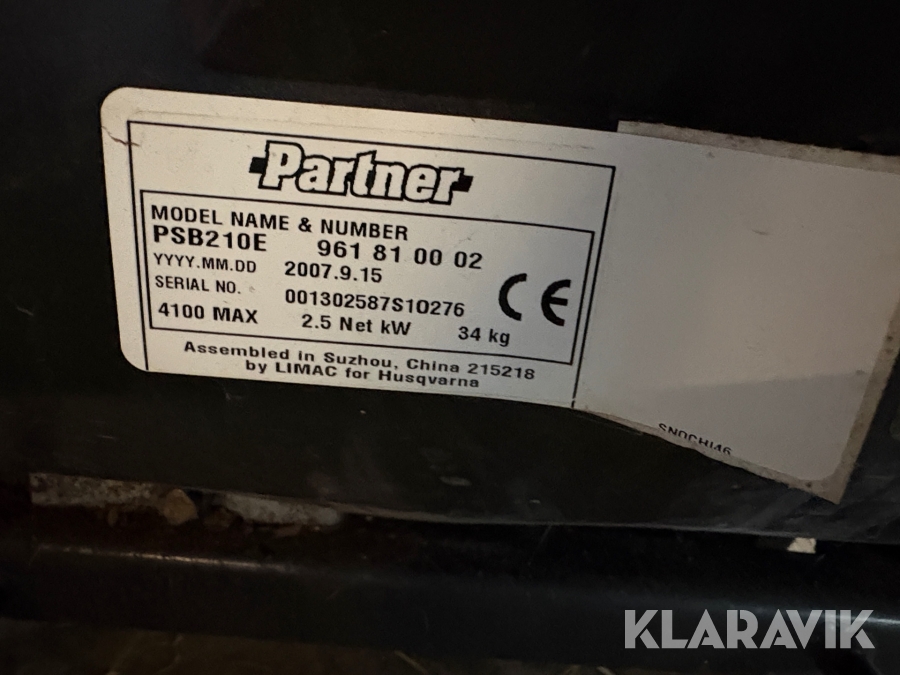 Partner
MODEL NAME & NUMBER
PSB210E 961 81 00 02
YYYY.MM.DD 2007.9.15
SERIAL NO. 001302587S10276
4100 MAX 2.5 Net kW 34 kg
CE
Assembled in Suzhou, China 215218
by LIMAC for Husqvarna
SNOCHI46
KLARAVIK